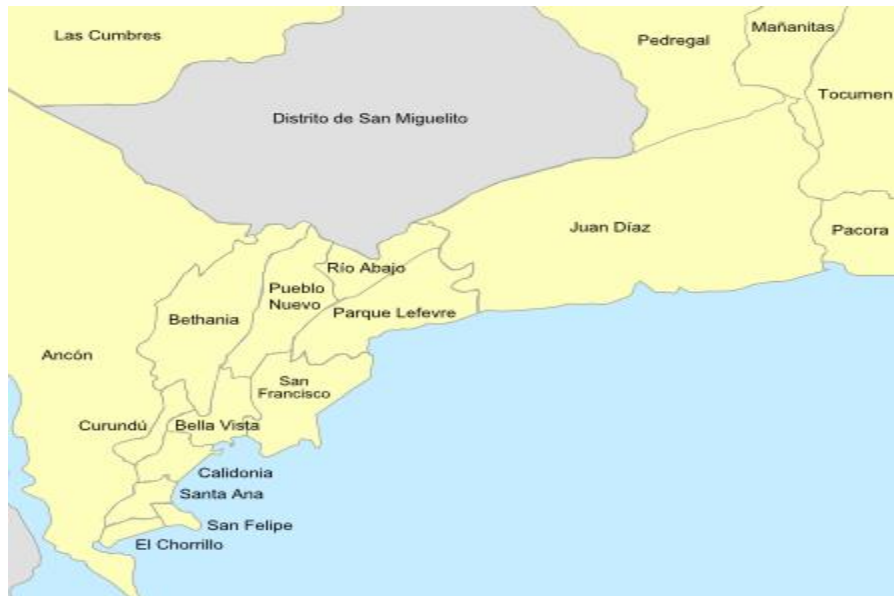 Mañanitas
Las Cumbres
Pedregal
Tocumen
Distrito de San Miguelito
Juan Díaz
Pacora
Río Abajo
Pueblo
Nuevo
Parque Lefevre
Bethania
Ancón
San
Francisco
Curundú
Bella Vista
Calidonia
Santa Ana
San Felipe
El Chorrillo